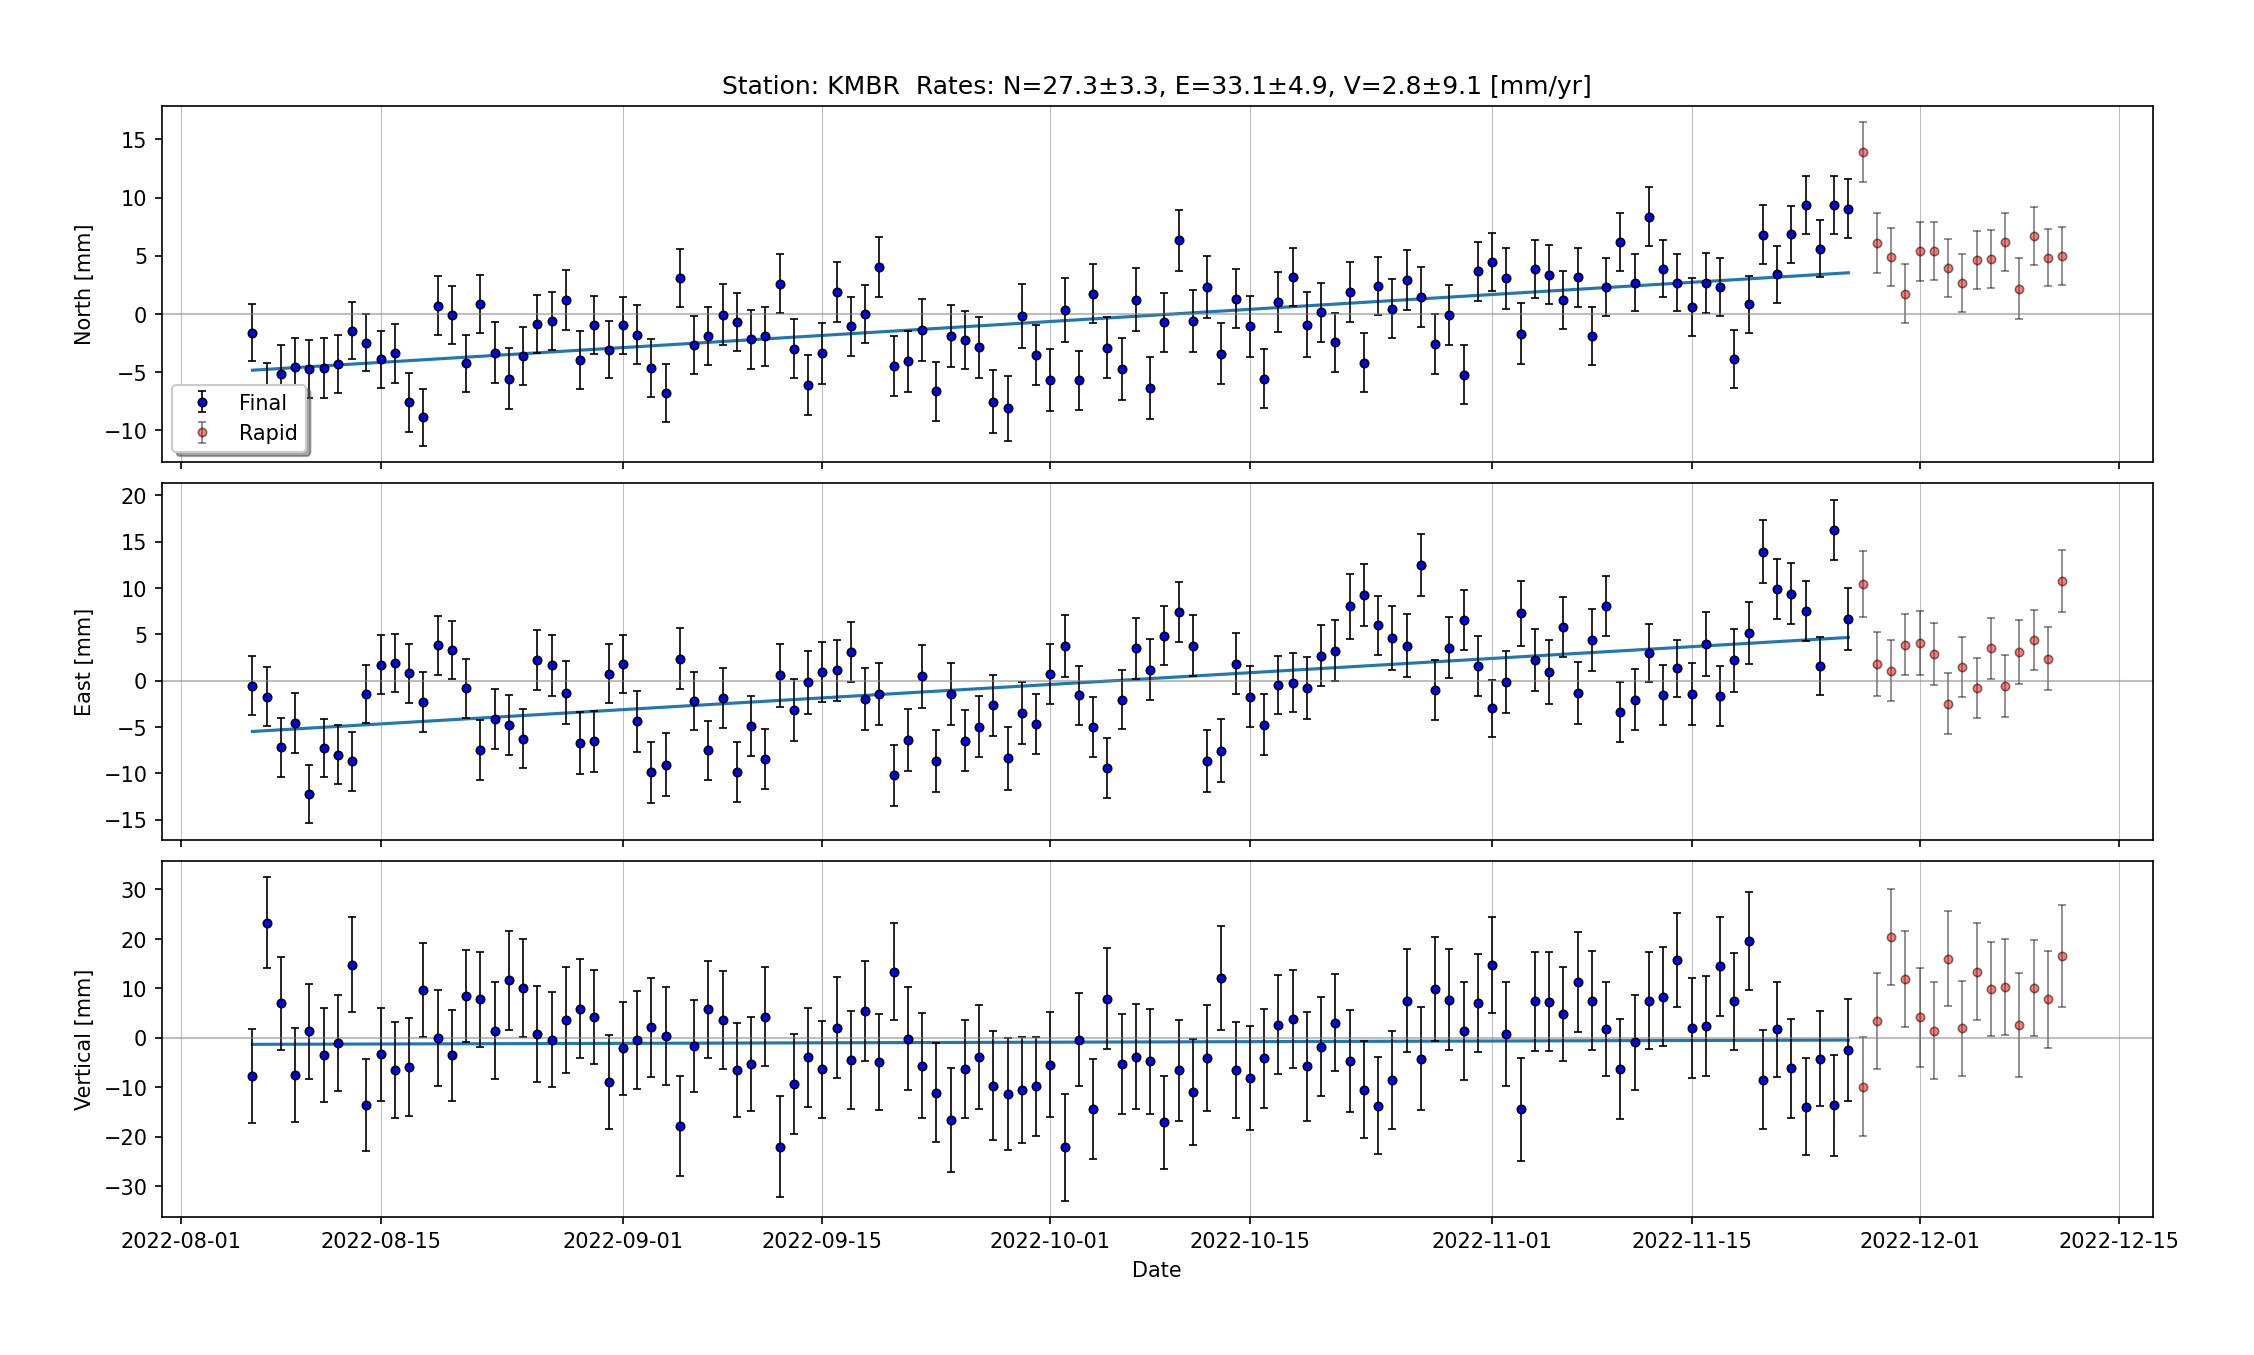 Station: KMBR  Rates: N=27.3±3.3, E=33.1±4.9, V=2.8±9.1 [mm/yr]
15
10
5
0
−5
−10
North [mm]
Final
Rapid
20
15
10
5
0
−5
−10
−15
East [mm]
30
20
10
0
−10
−20
−30
Vertical [mm]
2022-08-01 2022-08-15 2022-09-01 2022-09-15 2022-10-01 2022-10-15 2022-11-01 2022-11-15 2022-12-01 2022-12-15
Date